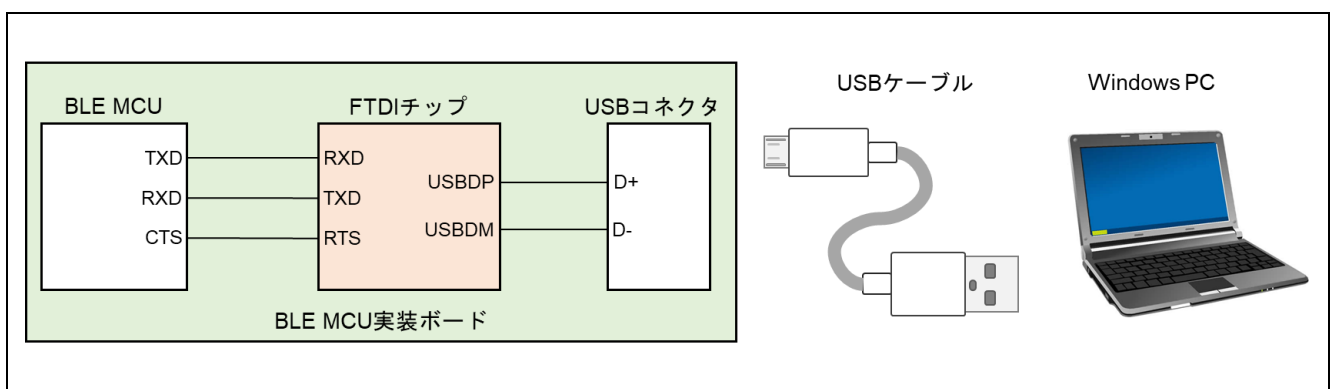 BLE MCU
FTDIチップ
USBコネクタ
USBケーブル
Windows PC
TXD
RXD
RXD
TXD
CTS
RTS
USBDP
USBDM
D+
D-
BLE MCU実装ボード